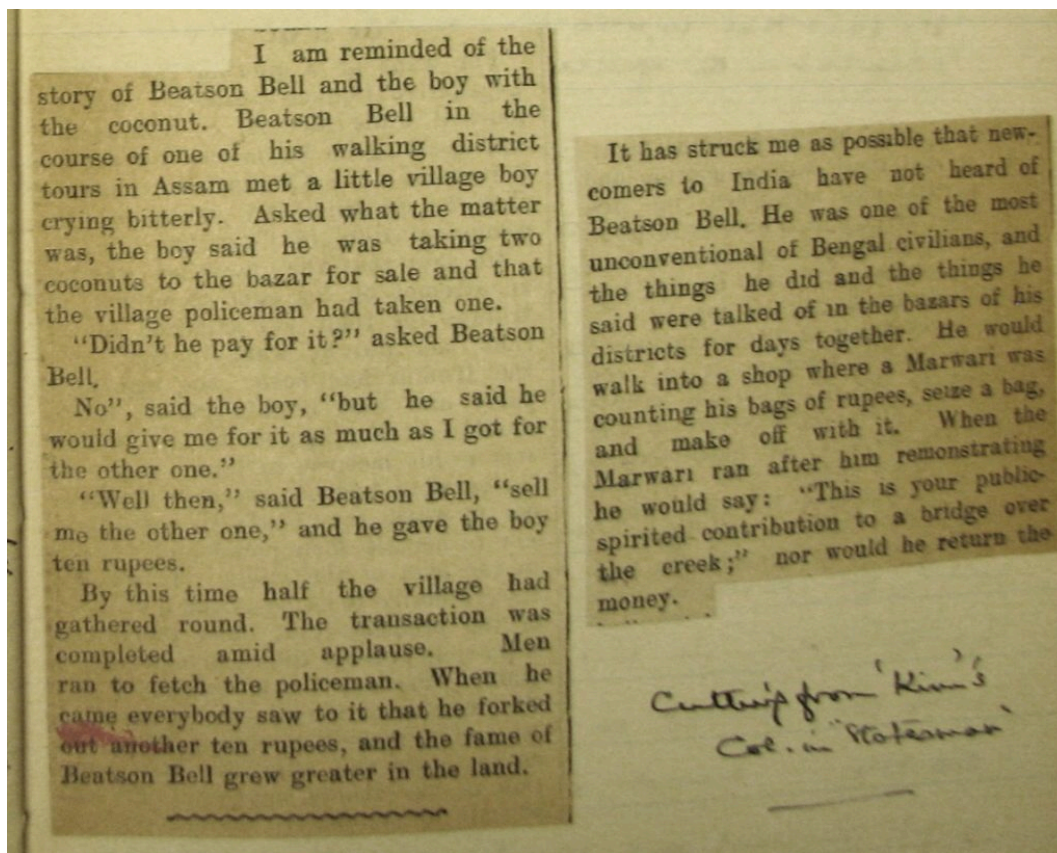 I am reminded of the
story of Beatson Bell and the boy with
the coconut. Beatson Bell in the
course of one of his walking district
tours in Assam met a little village boy
crying bitterly. Asked what the matter
was, the boy said he was taking two
coconuts to the bazar for sale and that
the village policeman had taken one.
"Didn't he pay for it?" asked Beatson
Bell.
No", said the boy, "but he said he
would give me for it as much as I got for
the other one."
"Well then," said Beatson Bell, "sell
me the other one," and he gave the boy
ten rupees.
By this time half the village had
gathered round. The transaction was
completed amid applause. Men
ran to fetch the policeman. When he
came everybody saw to it that he forked
out another ten rupees, and the fame of
Beatson Bell grew greater in the land.
It has struck me as possible that new-
comers to India have not heard of
Beatson Bell. He was one of the most
unconventional of Bengal civilians, and
the things he did and the things he
said were talked of in the bazars of his
districts for days together. He would
walk into a shop where a Marwari was
counting his bags of rupees, seize a bag,
and make off with it. When the
Marwari ran after him remonstrating
he would say: "This is your public-
spirited contribution to a bridge over
the creek;" nor would he return the
money.
from 'Kim's
Col. in 'Statesman'